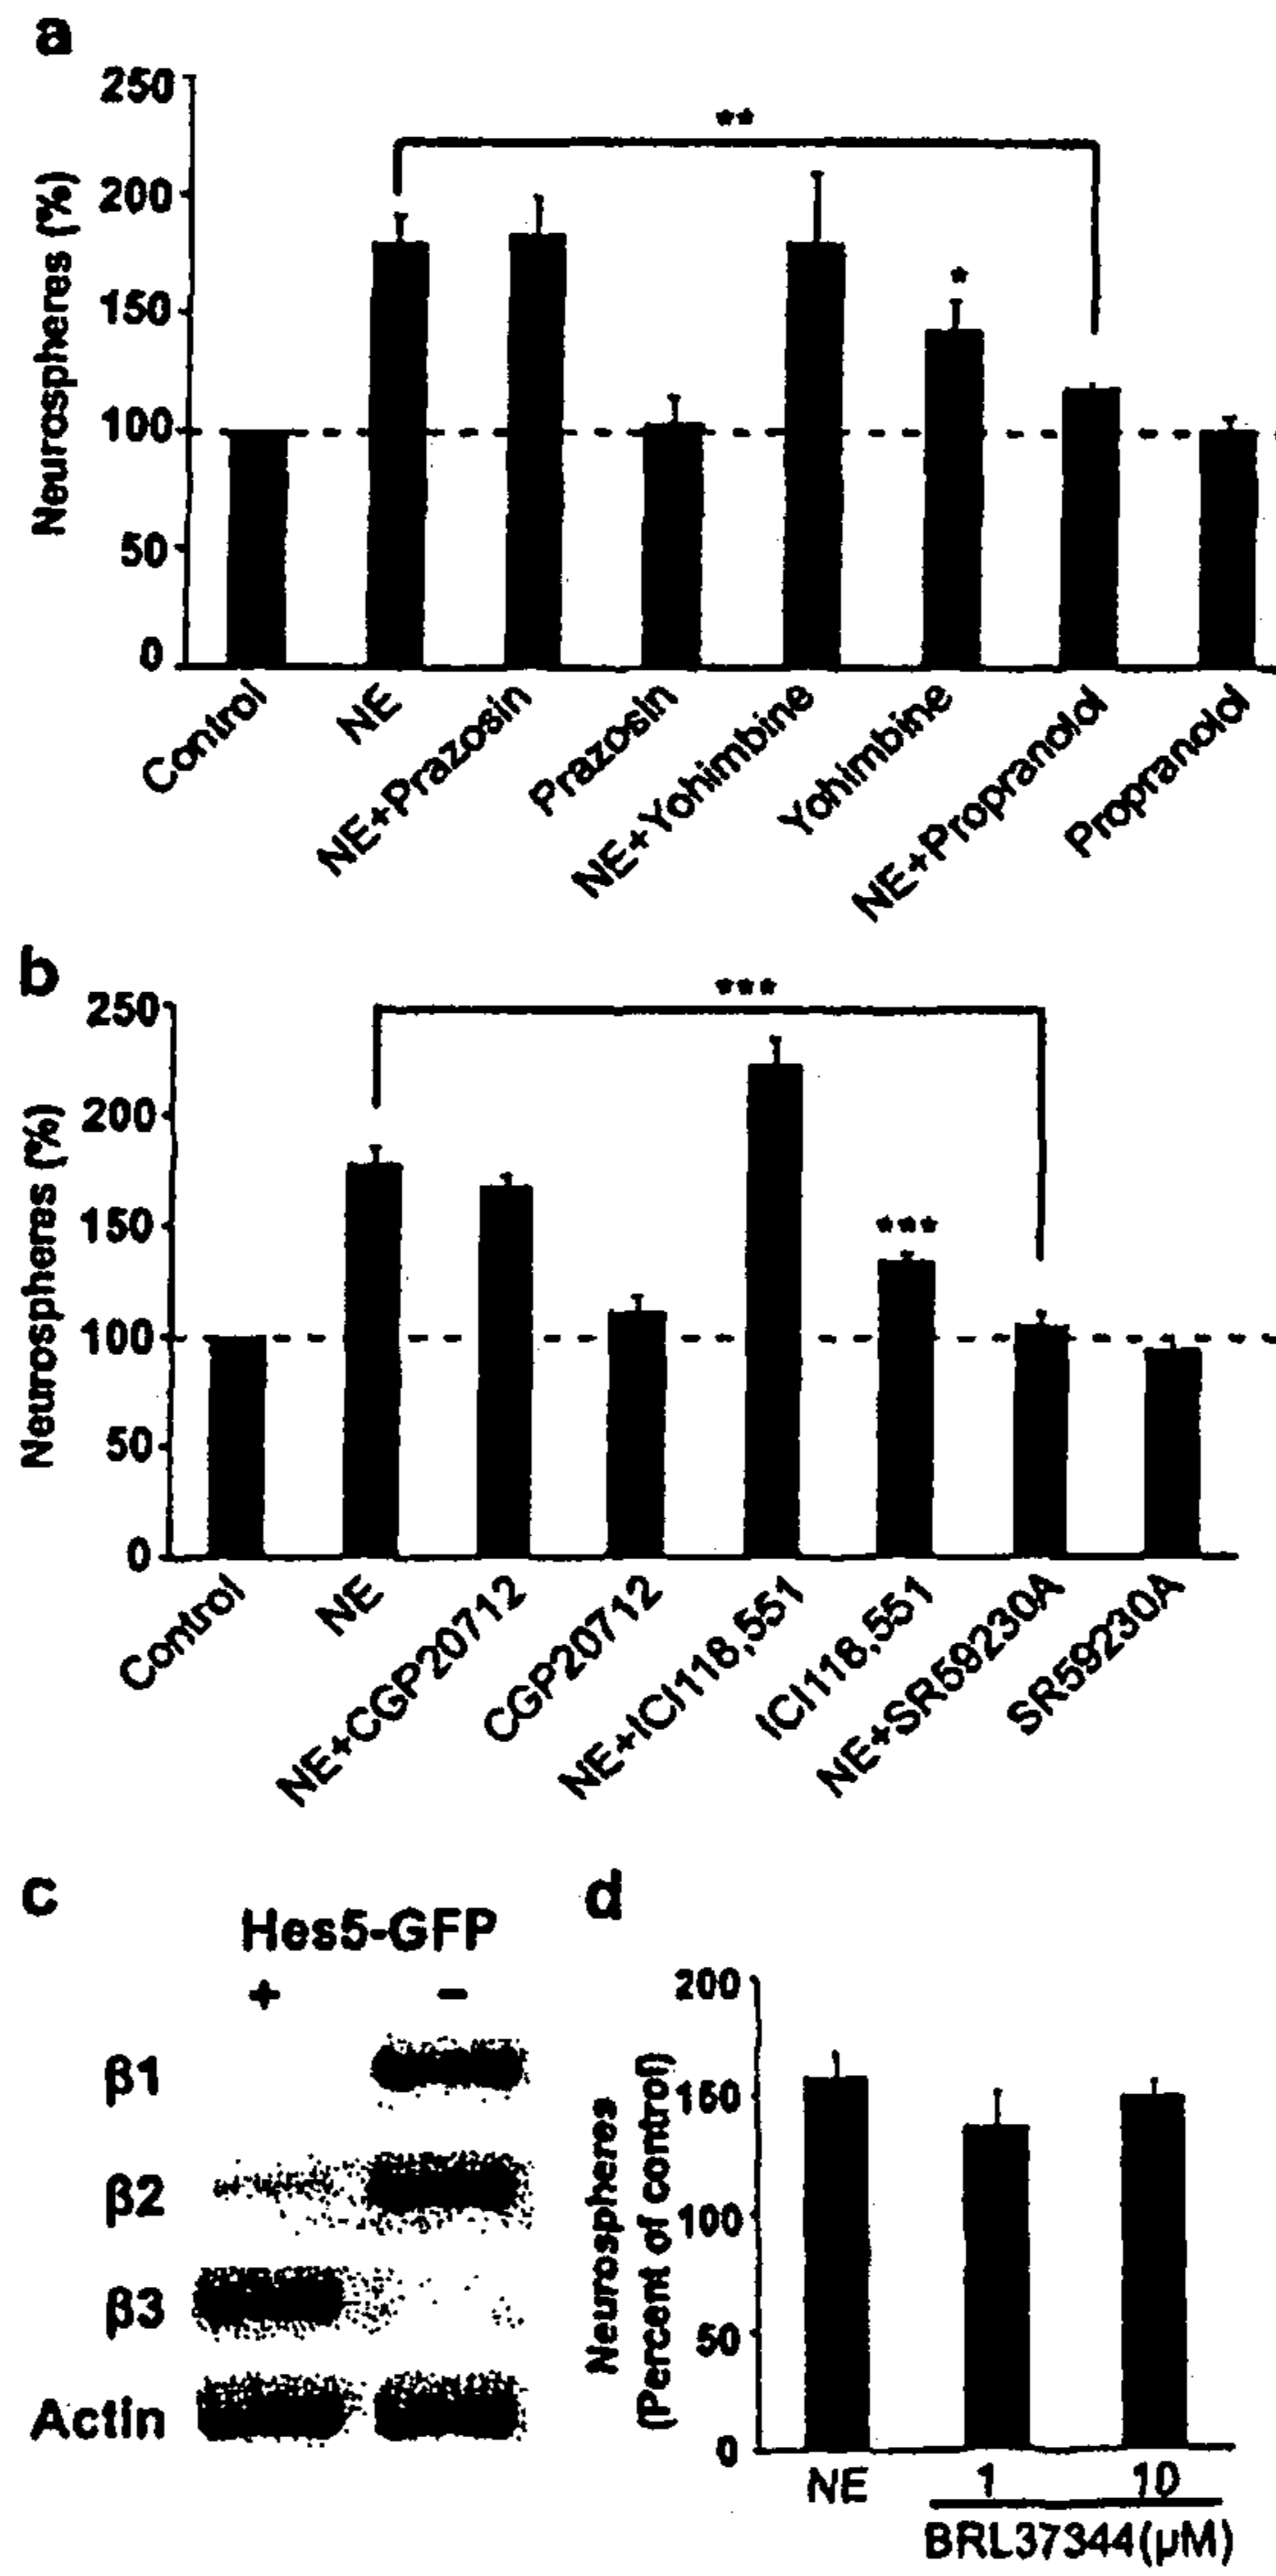 a
250
200
150
100
50
0
Neurospheres (%)
**
*
Control
NE
NE+Prazosin
Prazosin
NE+Yohimbine
Yohimbine
NE+Propranolol
Propranolol
b
250
200
150
100
50
0
Neurospheres (%)
***
***
Control
NE
NE+CGP20712
CGP20712
NE+ICI118,551
ICI118,551
NE+SR59230A
SR59230A
c
Hes5-GFP
+ −
β1
β2
β3
Actin
d
200
150
100
50
0
Neurospheres
(Percent of control)
NE 1 10
BRL37344(μM)